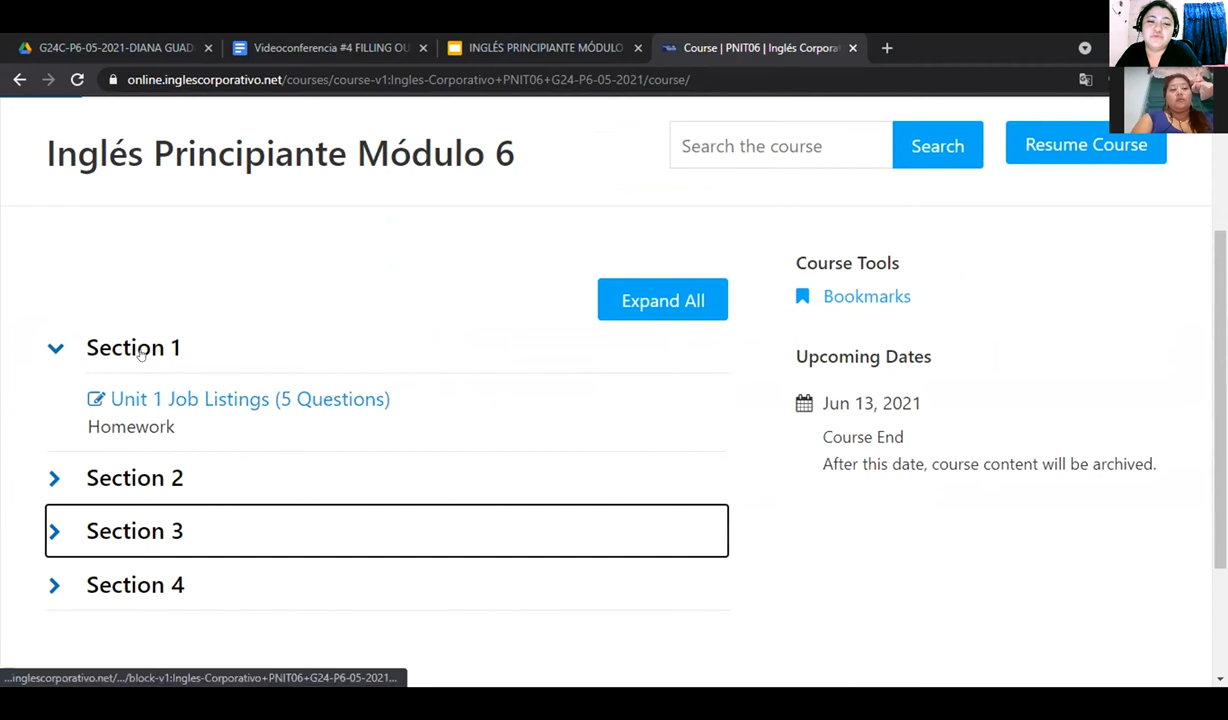 G24C-P6-05-2021-DIANA GUAD
Videoconferencia #4 FILLING OU
INGLÉS PRINCIPIANTE MÓDULO
Course | PNIT06 | Inglés Corpora
online.inglescorporativo.net/courses/course-v1:Ingles-Corporativo+PNIT06+G24-P6-05-2021/course/
Inglés Principiante Módulo 6
Search the course
Search
Resume Course
Expand All
Section 1
Unit 1 Job Listings (5 Questions)
Homework
Section 2
Section 3
Section 4
Course Tools
Bookmarks
Upcoming Dates
Jun 13, 2021
Course End
After this date, course content will be archived.
...inglescorporativo.net/.../block-v1:Ingles-Corporativo+PNIT06+G24-P6-05-2021...